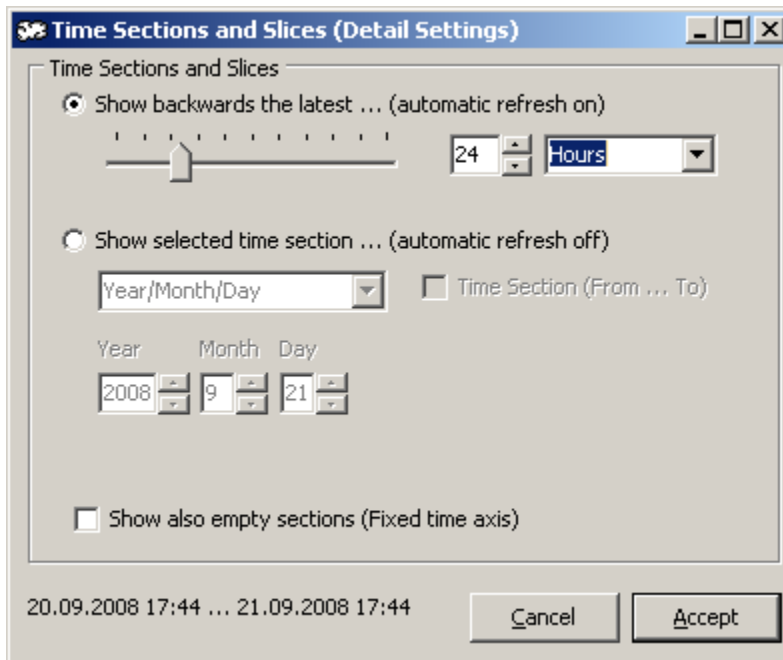 Time Sections and Slices (Detail Settings)
Time Sections and Slices
Show backwards the latest ... (automatic refresh on)
24 Hours
Show selected time section ... (automatic refresh off)
Year/Month/Day Time Section (From ... To)
Year Month Day
2008 9 21
Show also empty sections (Fixed time axis)
20.09.2008 17:44 ... 21.09.2008 17:44 Cancel Accept